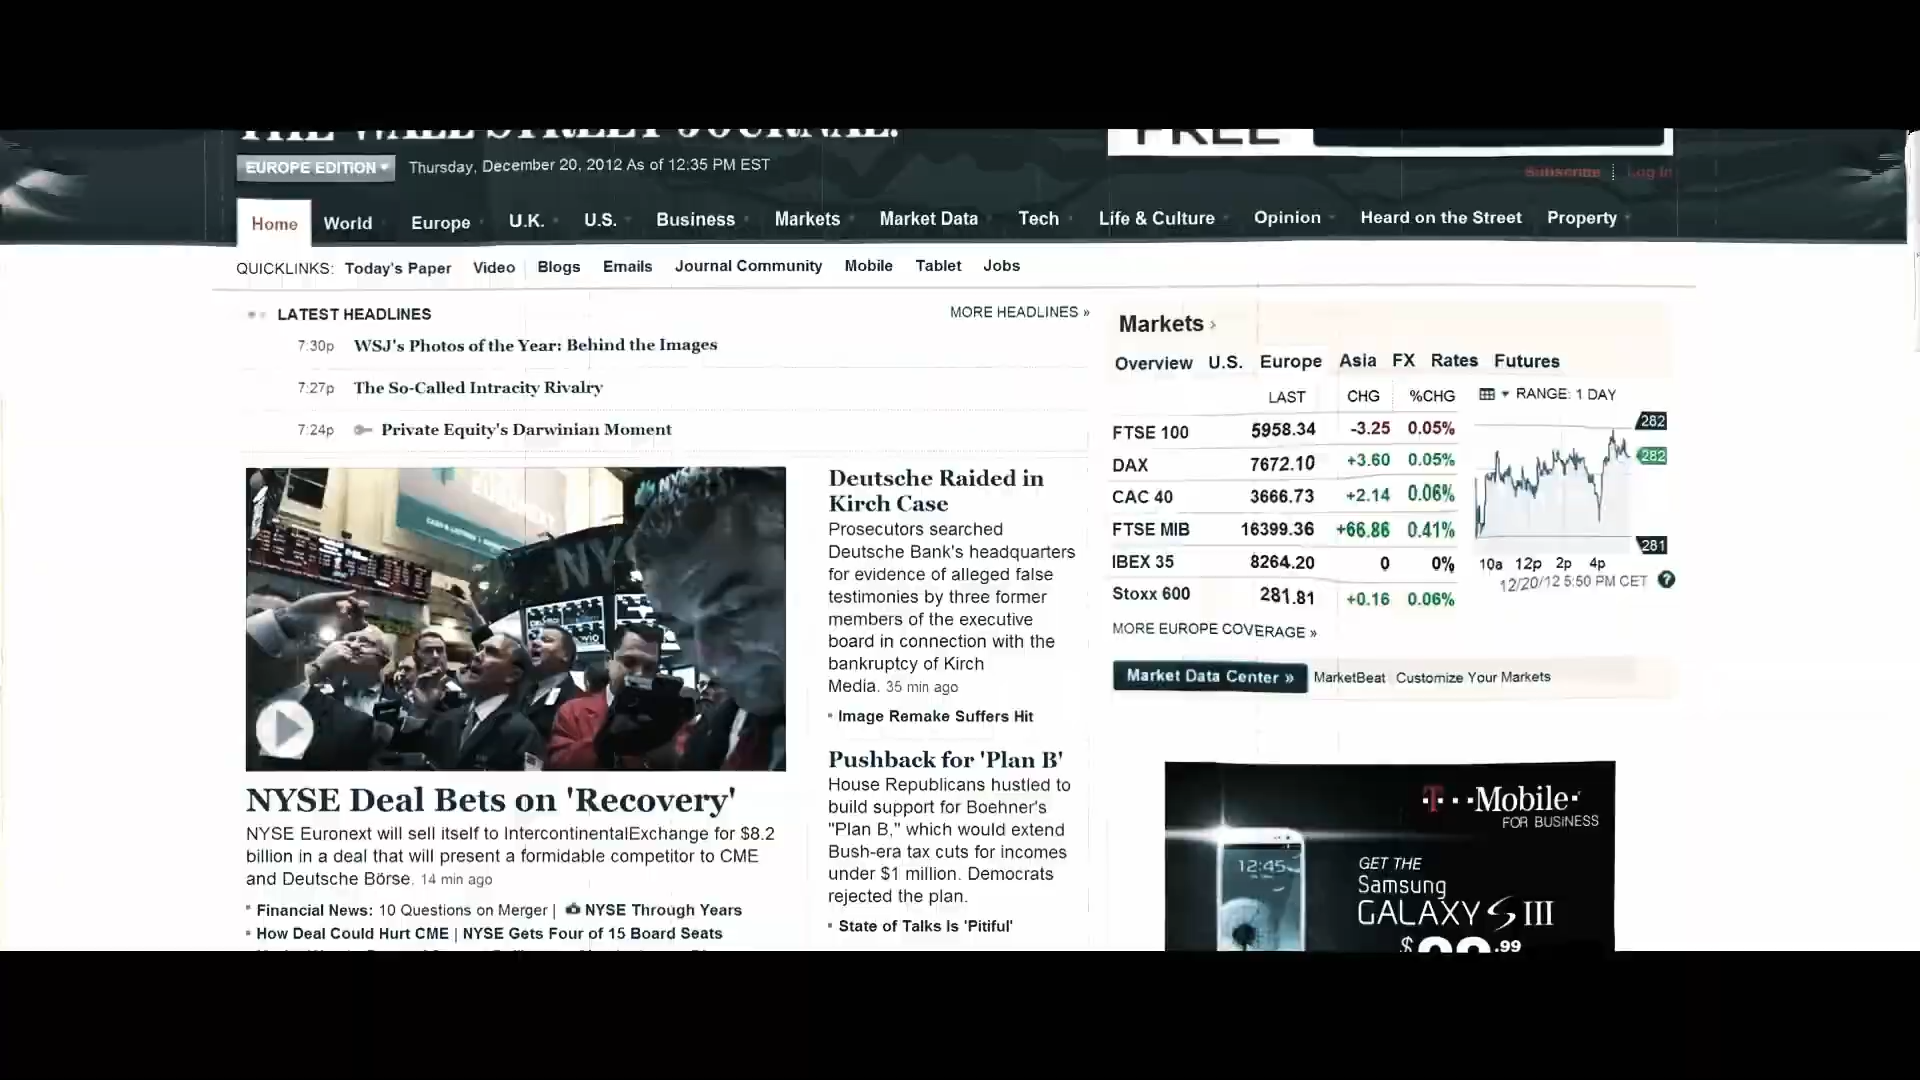 THE WALL STREET JOURNAL.
FREE
EUROPE EDITION
Thursday, December 20, 2012 As of 12:35 PM EST
Subscribe
Log In
Home World Europe U.K. U.S. Business Markets Market Data Tech Life & Culture Opinion Heard on the Street Property
QUICKLINKS: Today's Paper Video Blogs Emails Journal Community Mobile Tablet Jobs
LATEST HEADLINES
MORE HEADLINES »
7:30p WSJ's Photos of the Year: Behind the Images
7:27p The So-Called Intracity Rivalry
7:24p Private Equity's Darwinian Moment
NY
NYSE Deal Bets on 'Recovery'
NYSE Euronext will sell itself to IntercontinentalExchange for $8.2
billion in a deal that will present a formidable competitor to CME
and Deutsche Börse. 14 min ago
Financial News: 10 Questions on Merger | NYSE Through Years
How Deal Could Hurt CME | NYSE Gets Four of 15 Board Seats
Deutsche Raided in
Kirch Case
Prosecutors searched
Deutsche Bank's headquarters
for evidence of alleged false
testimonies by three former
members of the executive
board in connection with the
bankruptcy of Kirch
Media. 35 min ago
Image Remake Suffers Hit
Pushback for 'Plan B'
House Republicans hustled to
build support for Boehner's
"Plan B," which would extend
Bush-era tax cuts for incomes
under $1 million. Democrats
rejected the plan.
State of Talks Is 'Pitiful'
Markets
Overview U.S. Europe Asia FX Rates Futures
LAST CHG %CHG
FTSE 100 5958.34 -3.25 0.05%
DAX 7672.10 +3.60 0.05%
CAC 40 3666.73 +2.14 0.06%
FTSE MIB 16399.36 +66.86 0.41%
IBEX 35 8264.20 0 0%
Stoxx 600 281.81 +0.16 0.06%
RANGE: 1 DAY
282
282
281
10a 12p 2p 4p
12/20/12 5:50 PM CET
MORE EUROPE COVERAGE »
Market Data Center » MarketBeat Customize Your Markets
T··Mobile·
FOR BUSINESS
12:45
GET THE
Samsung
GALAXY S III
$ .99